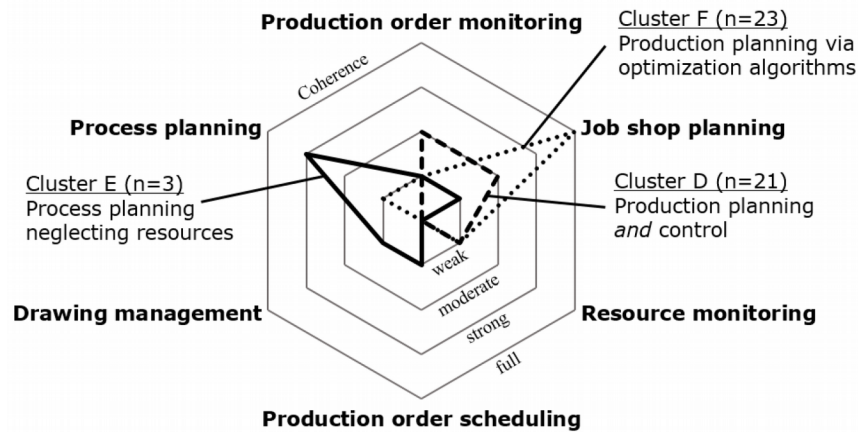 Production order monitoring
Cluster F (n=23)
Production planning via
optimization algorithms
Coherence
Process planning
Job shop planning
Cluster E (n=3)
Process planning
neglecting resources
Cluster D (n=21)
Production planning
and control
weak
moderate
strong
full
Drawing management
Resource monitoring
Production order scheduling